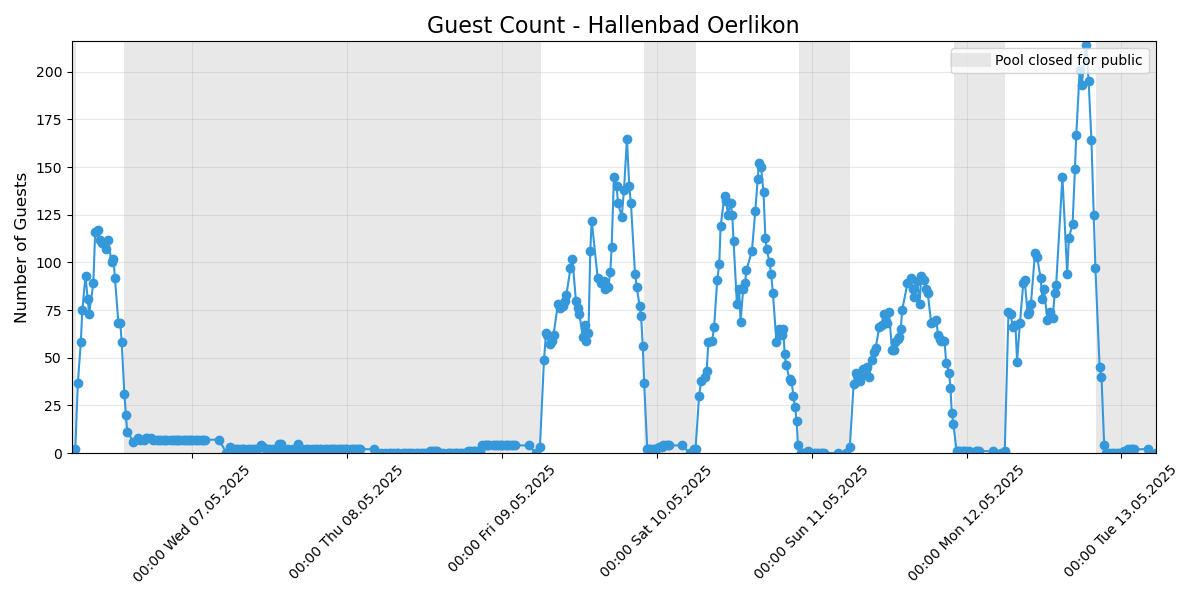 Guest Count - Hallenbad Oerlikon
Pool closed for public
Number of Guests
200
175
150
125
100
75
50
25
0
00:00 Wed 07.05.2025
00:00 Thu 08.05.2025
00:00 Fri 09.05.2025
00:00 Sat 10.05.2025
00:00 Sun 11.05.2025
00:00 Mon 12.05.2025
00:00 Tue 13.05.2025